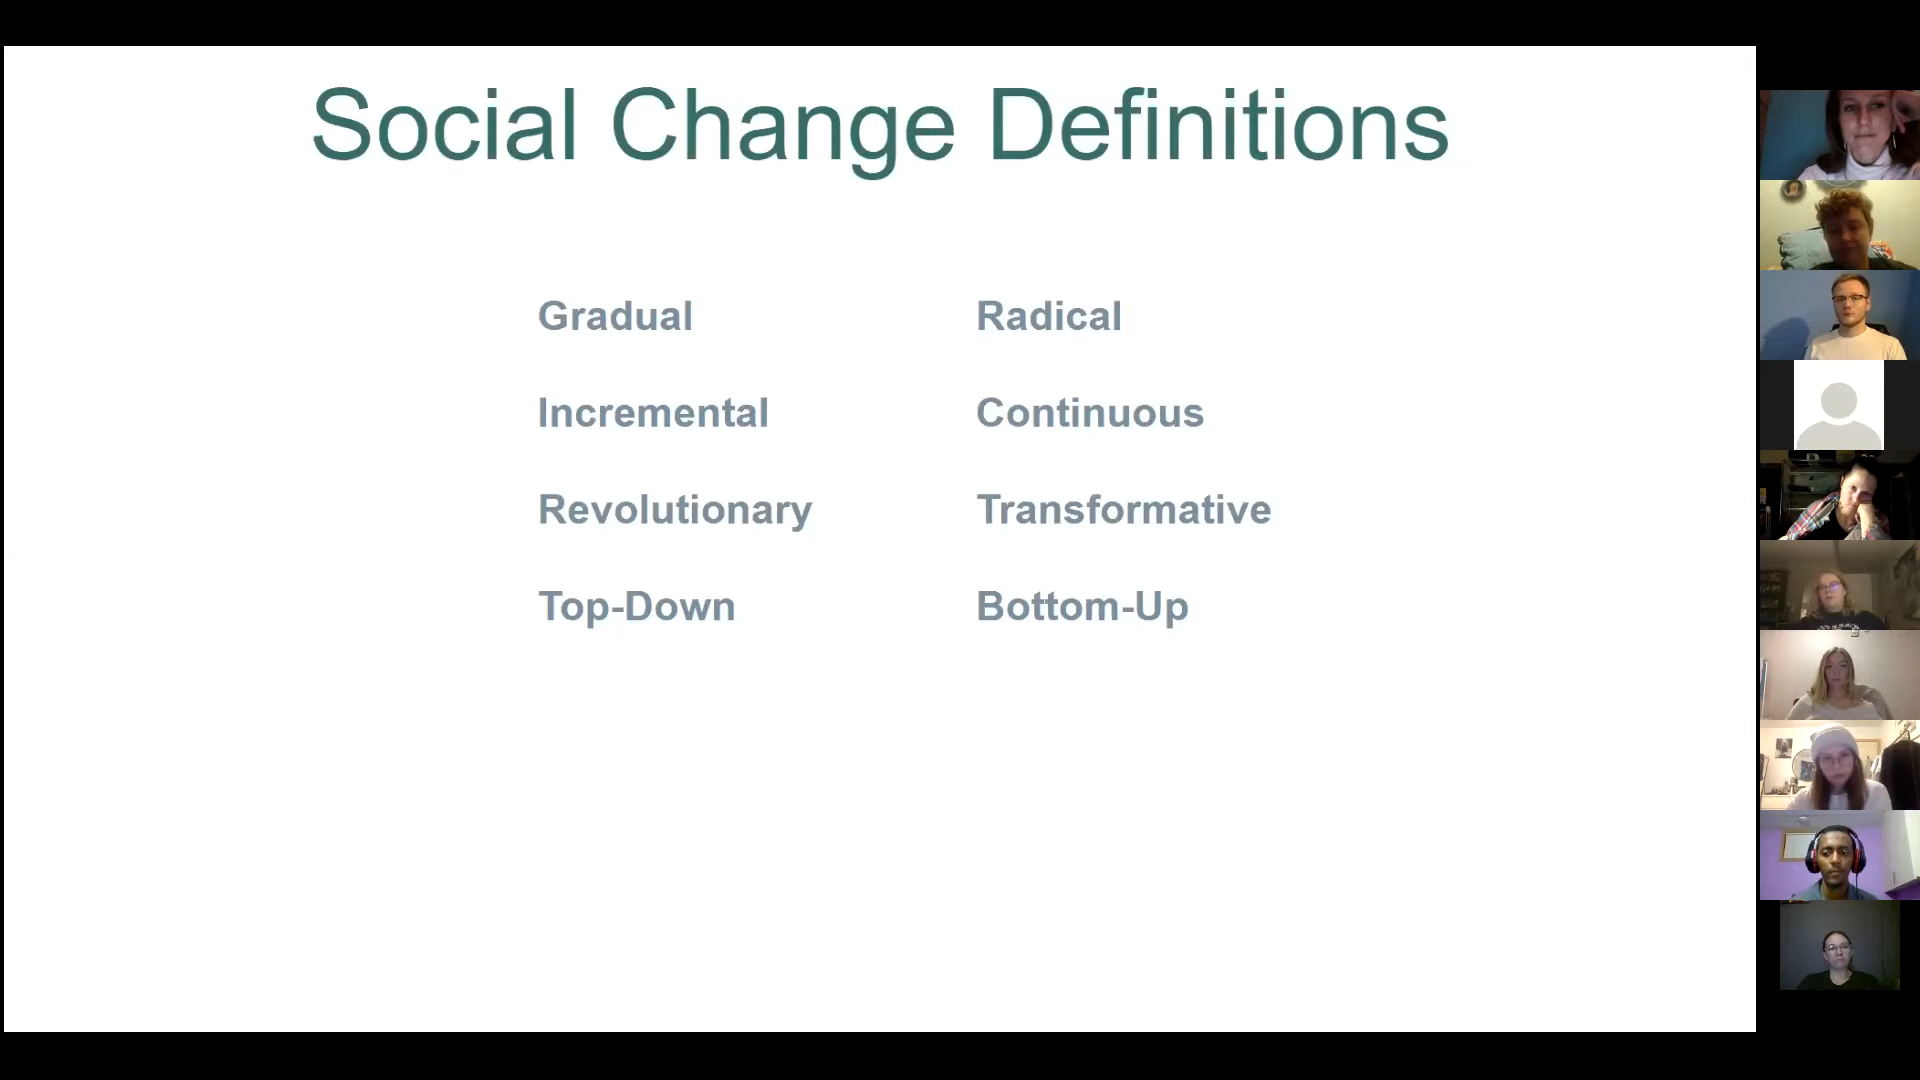 Social Change Definitions
Gradual
Radical
Incremental
Continuous
Revolutionary
Transformative
Top-Down
Bottom-Up